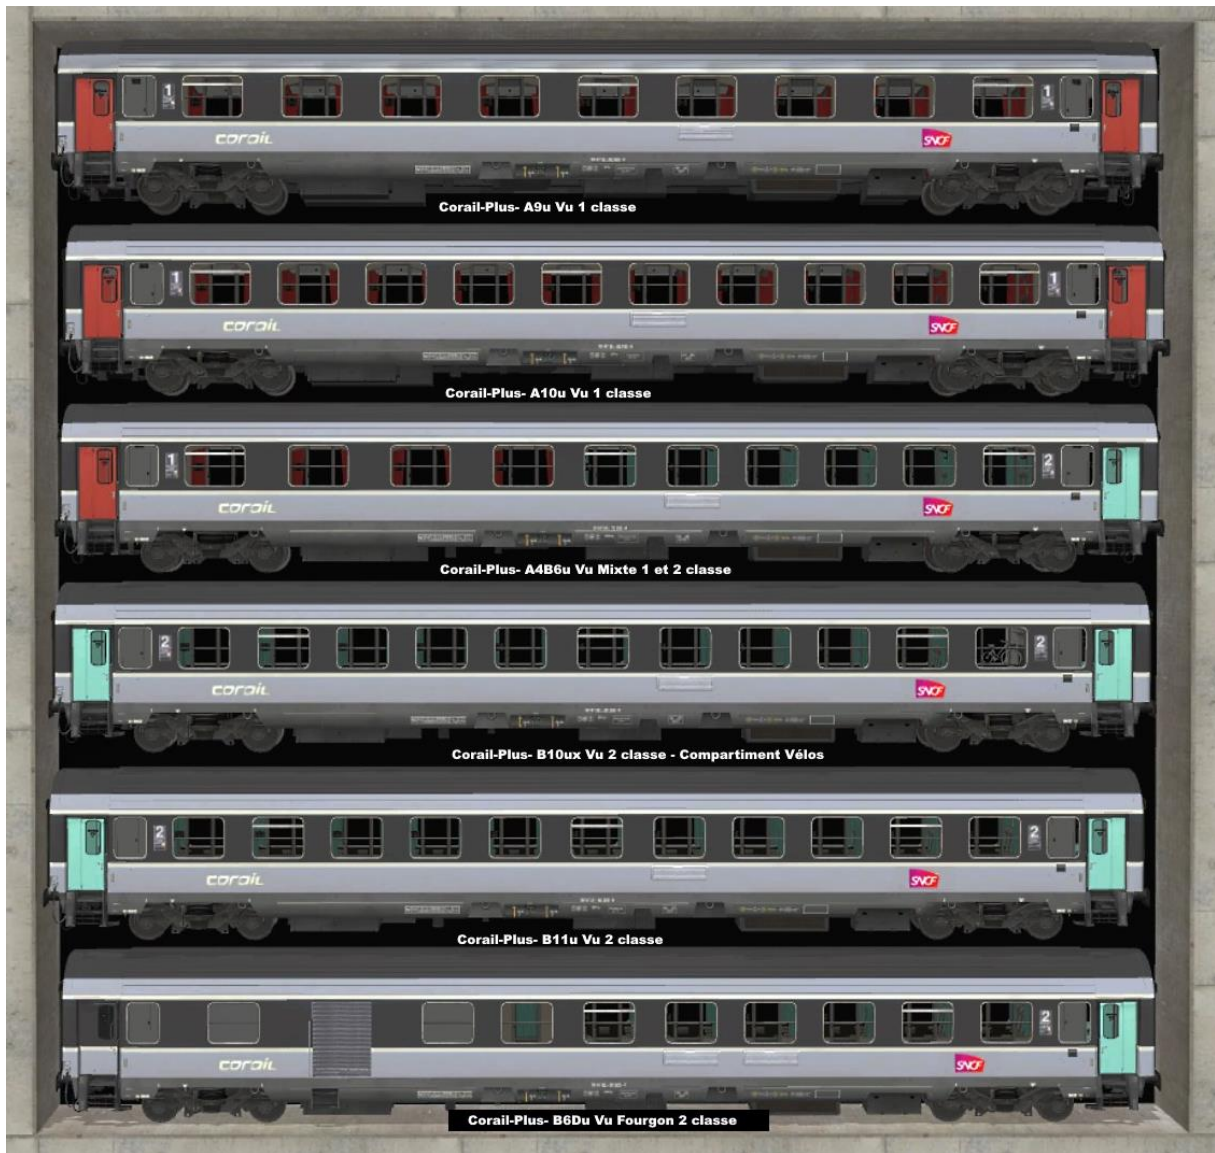 1
1
corail
SNCF
Corail-Plus- A9u Vu 1 classe
1
1
corail
SNCF
Corail-Plus- A10u Vu 1 classe
1
2
corail
SNCF
Corail-Plus- A4B6u Vu Mixte 1 et 2 classe
2
2
corail
SNCF
Corail-Plus- B10ux Vu 2 classe - Compartiment Vélos
2
2
corail
SNCF
Corail-Plus- B11u Vu 2 classe
2
corail
SNCF
Corail-Plus- B6Du Vu Fourgon 2 classe